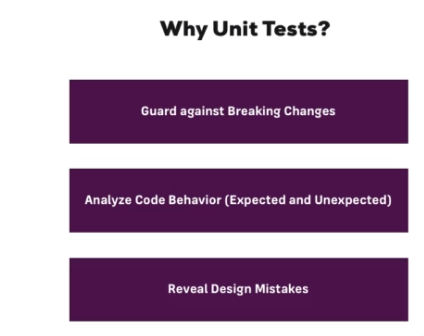 Why Unit Tests?
Guard against Breaking Changes
Analyze Code Behavior (Expected and Unexpected)
Reveal Design Mistakes